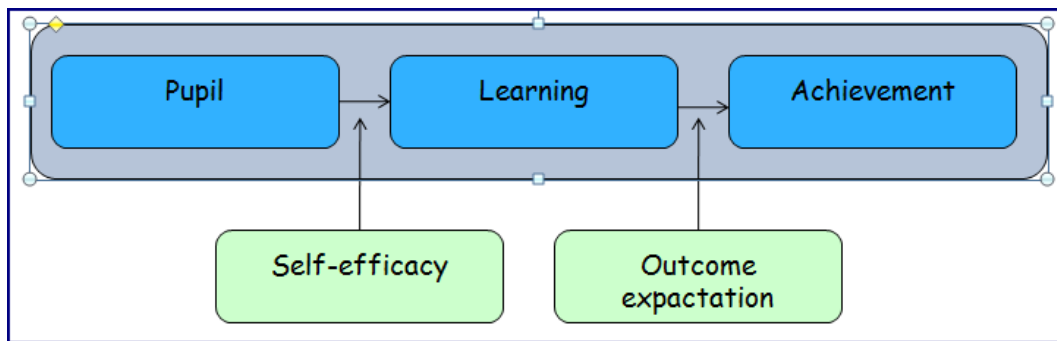 Pupil
Learning
Achievement
Self-efficacy
Outcome
expactation